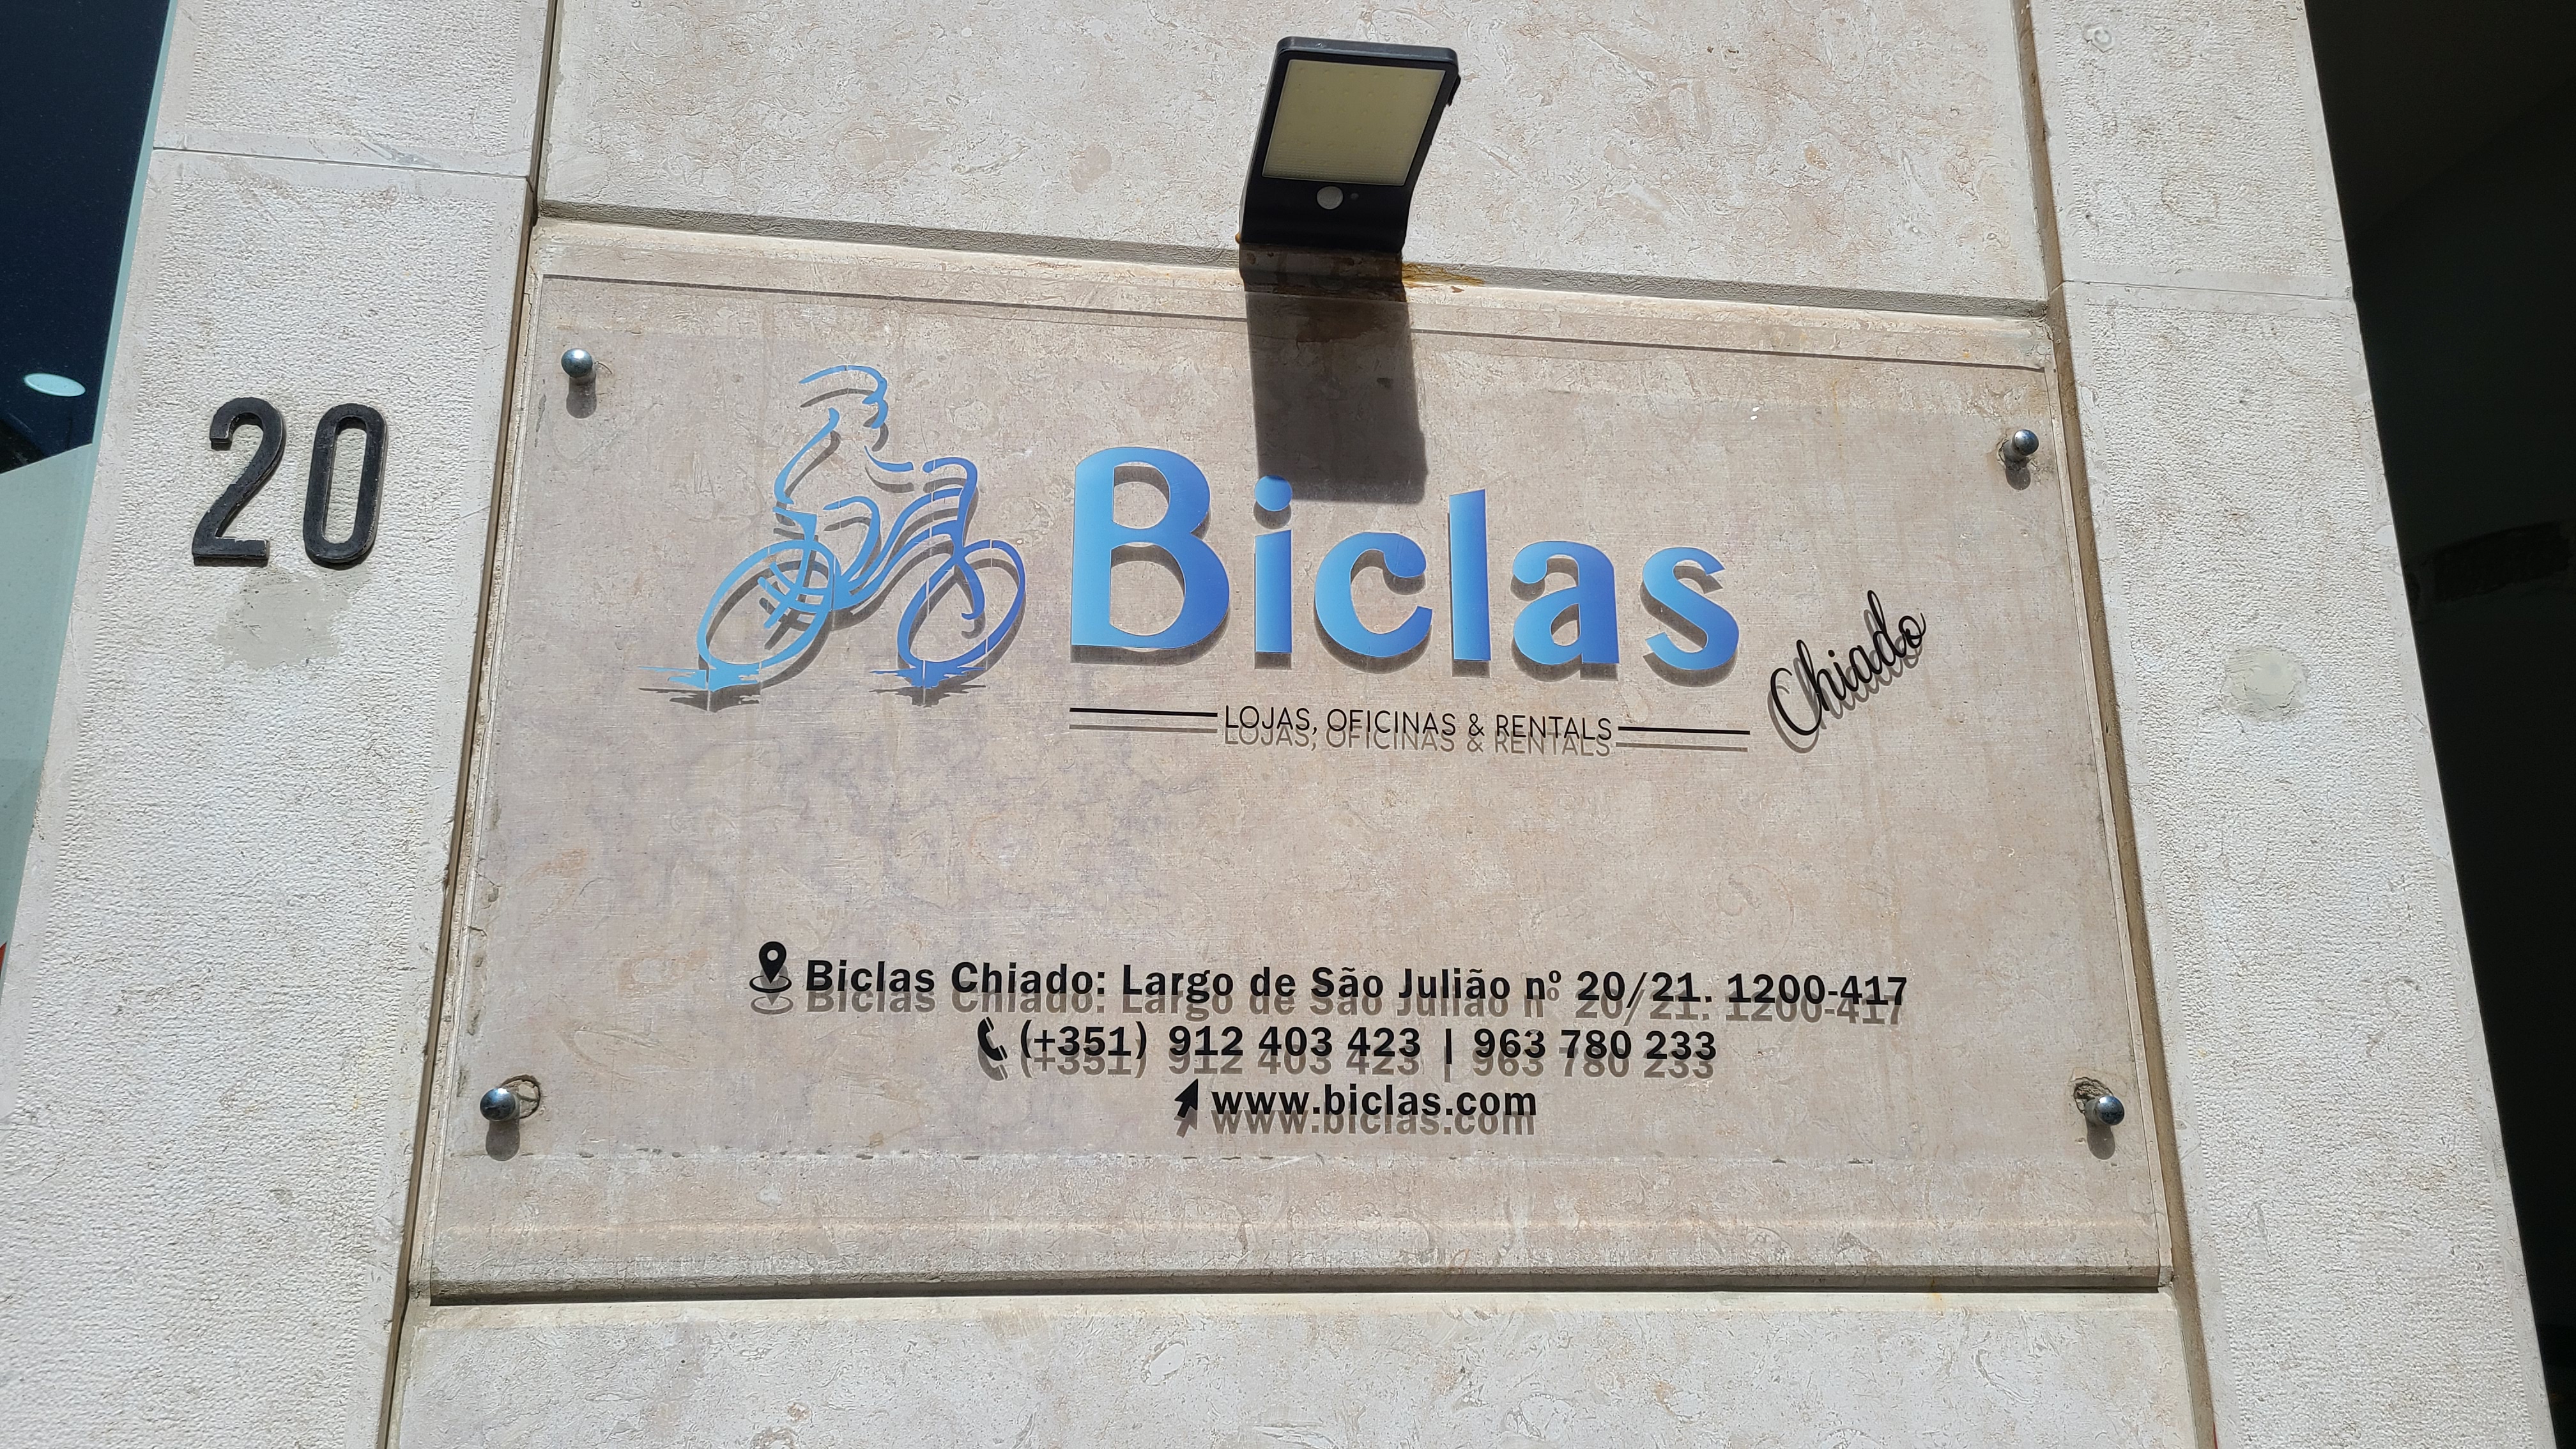 20
Biclas
Chiado
LOJAS, OFICINAS & RENTALS
Biclas Chiado: Largo de São Julião nº 20/21. 1200-417
(+351) 912 403 423 | 963 780 233
www.biclas.com